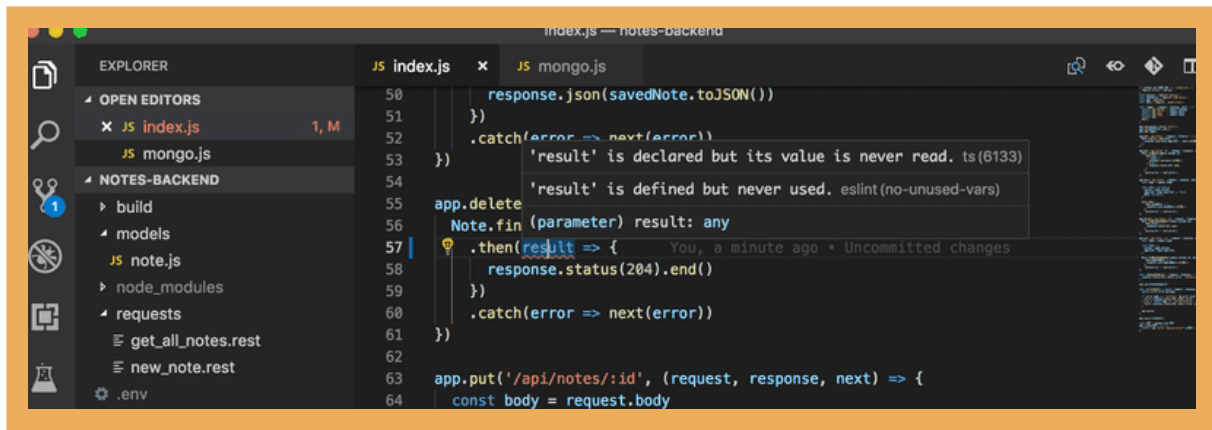 index.js — notes-backend
EXPLORER
OPEN EDITORS
JS index.js 1, M
JS mongo.js
NOTES-BACKEND
build
models
JS note.js
node_modules
requests
get_all_notes.rest
new_note.rest
.env
1
JS index.js × JS mongo.js
50 response.json(savedNote.toJSON())
51 })
52 .catch(error => next(error))
53 })
54
55 app.delete
56 Note.fin
57 .then(result => { You, a minute ago • Uncommitted changes
58 response.status(204).end()
59 })
60 .catch(error => next(error))
61 })
62
63 app.put('/api/notes/:id', (request, response, next) => {
64 const body = request.body
'result' is declared but its value is never read. ts(6133)
'result' is defined but never used. eslint(no-unused-vars)
(parameter) result: any